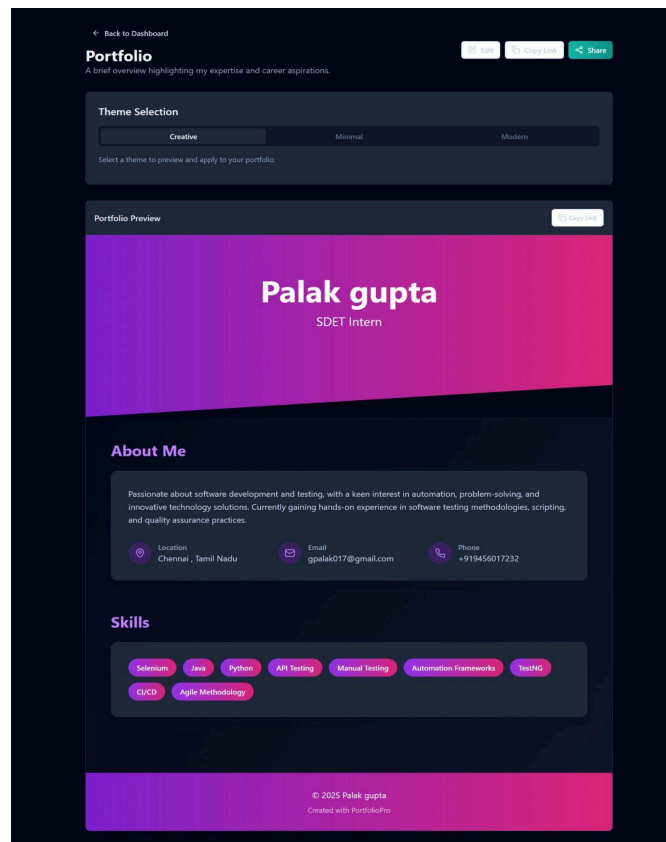 ← Back to Dashboard
Portfolio
A brief overview highlighting my expertise and career aspirations.
Edit
Copy Link
Share
Theme Selection
Creative
Minimal
Modern
Select a theme to preview and apply to your portfolio.
Portfolio Preview
Copy Link
Palak gupta
SDET Intern
About Me
Passionate about software development and testing, with a keen interest in automation, problem-solving, and
innovative technology solutions. Currently gaining hands-on experience in software testing methodologies, scripting,
and quality assurance practices.
Location
Chennai , Tamil Nadu
Email
gpalak017@gmail.com
Phone
+919456017232
Skills
Selenium
Java
Python
API Testing
Manual Testing
Automation Frameworks
TestNG
CI/CD
Agile Methodology
© 2025 Palak gupta
Created with PortfolioPro